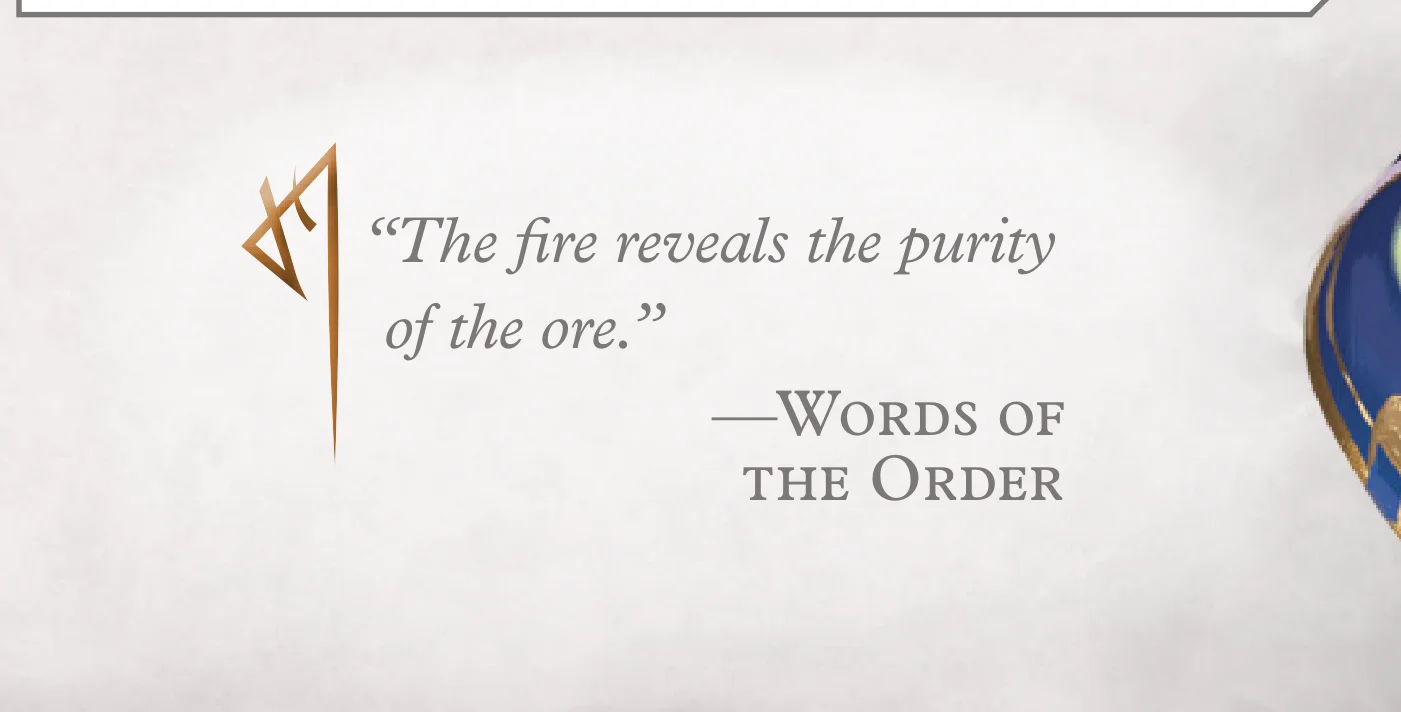 “The fire reveals the purity
of the ore.”
—Words of
the Order